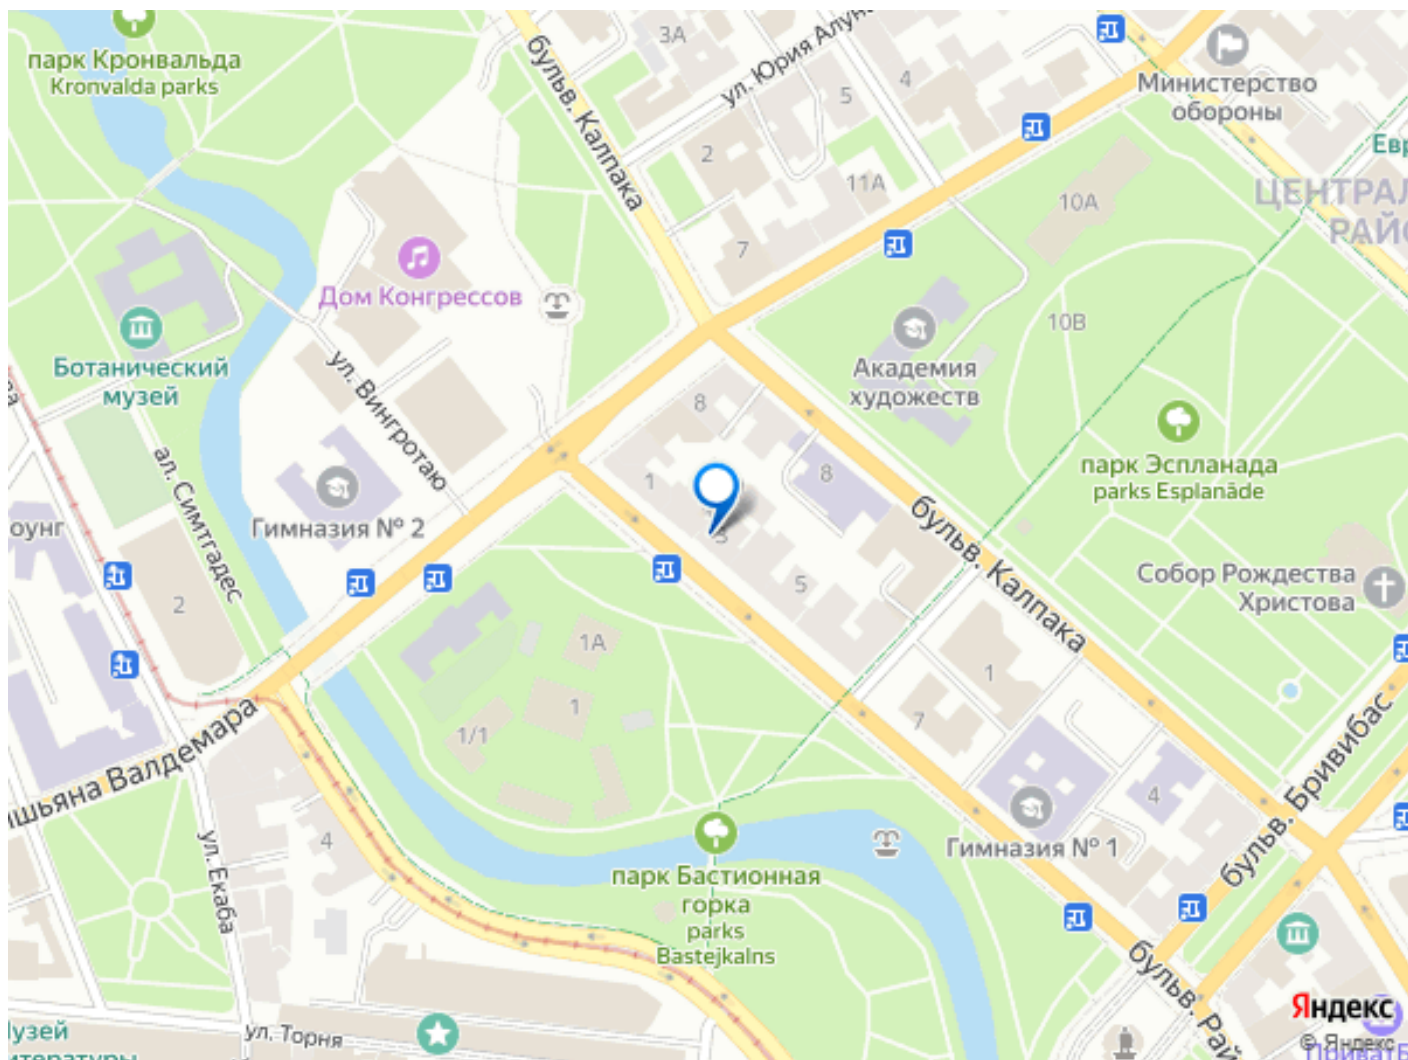 парк Кронвальда
Kronvalda parks
бульв. Калпака
3А
ул. Юрия Алун
4
5
2
11А
7
Министерство
обороны
Евр
ЦЕНТРАЛ
РАЙО
10А
10В
Дом Конгрессов
Ботанический
музей
ул. Вингротаю
ал. Симтгадес
Академия
художеств
парк Эспланада
parks Esplanāde
8
1
8
3
5
Гимназия № 2
оунг
2
бульв. Калпака
Собор Рождества
Христова
1А
1
1/1
1
7
4
Гимназия № 1
бульв. Бривибас
шьяна Валдемара
ул. Екаба
4
парк Бастионная
горка
parks
Bastejkalns
бульв. Рай
ул. Торня
узей
итературы
Яндекс
© Яндекс